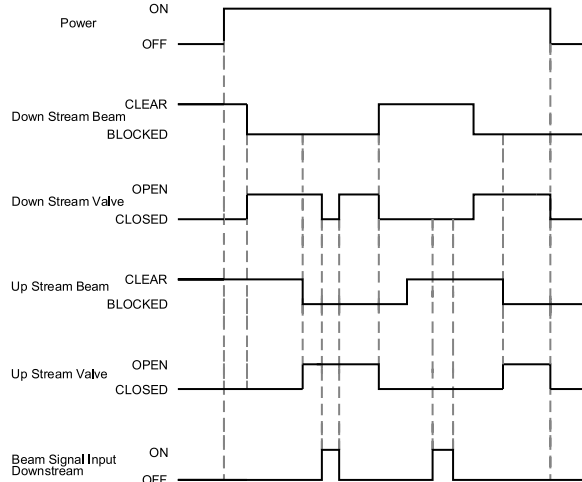 Power
ON
OFF
Down Stream Beam
CLEAR
BLOCKED
Down Stream Valve
OPEN
CLOSED
Up Stream Beam
CLEAR
BLOCKED
Up Stream Valve
OPEN
CLOSED
Beam Signal Input
Downstream
ON
OFF